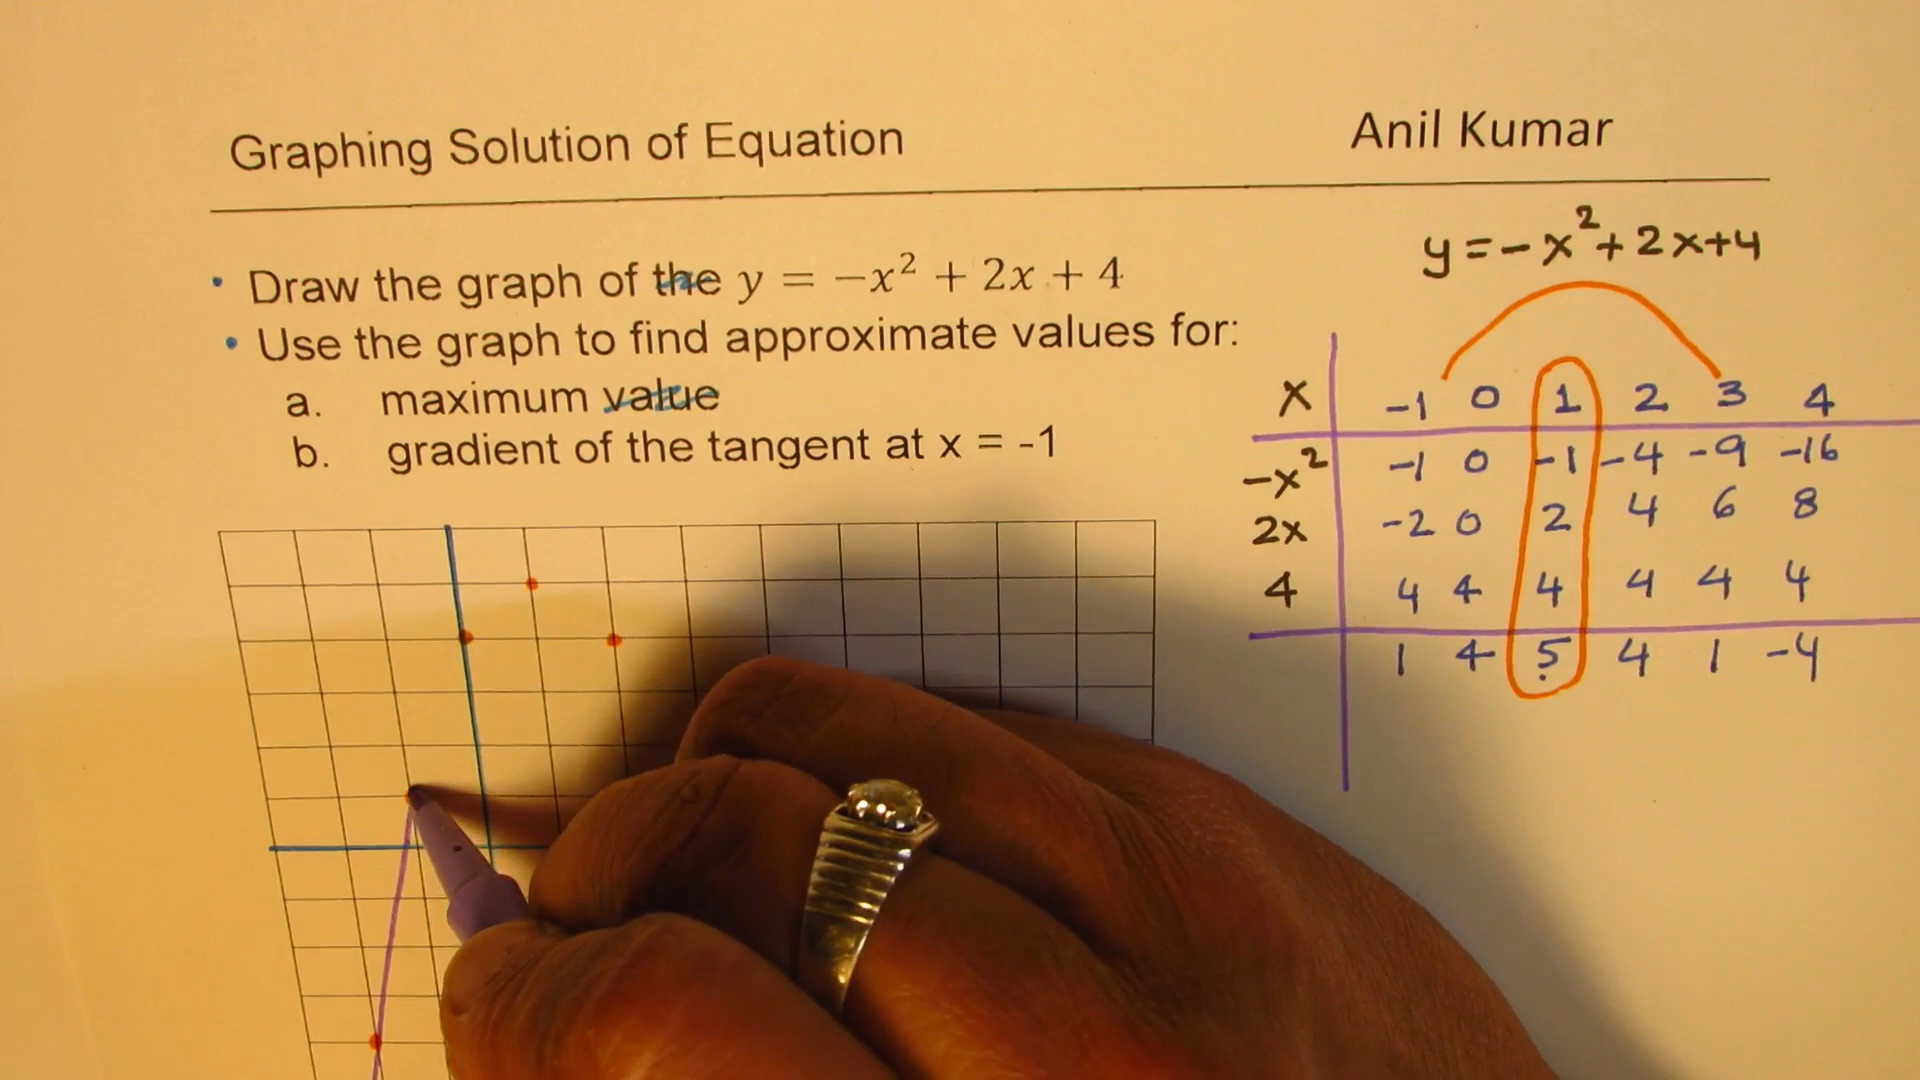 Graphing Solution of Equation
Anil Kumar
• Draw the graph of the y = −x² + 2x + 4
• Use the graph to find approximate values for:
a. maximum value
b. gradient of the tangent at x = -1
y = -x² + 2x+4
x -1 0 1 2 3 4
-x² -1 0 -1 -4 -9 -16
2x -2 0 2 4 6 8
4 4 4 4 4 4 4
1 4 5 4 1 -4